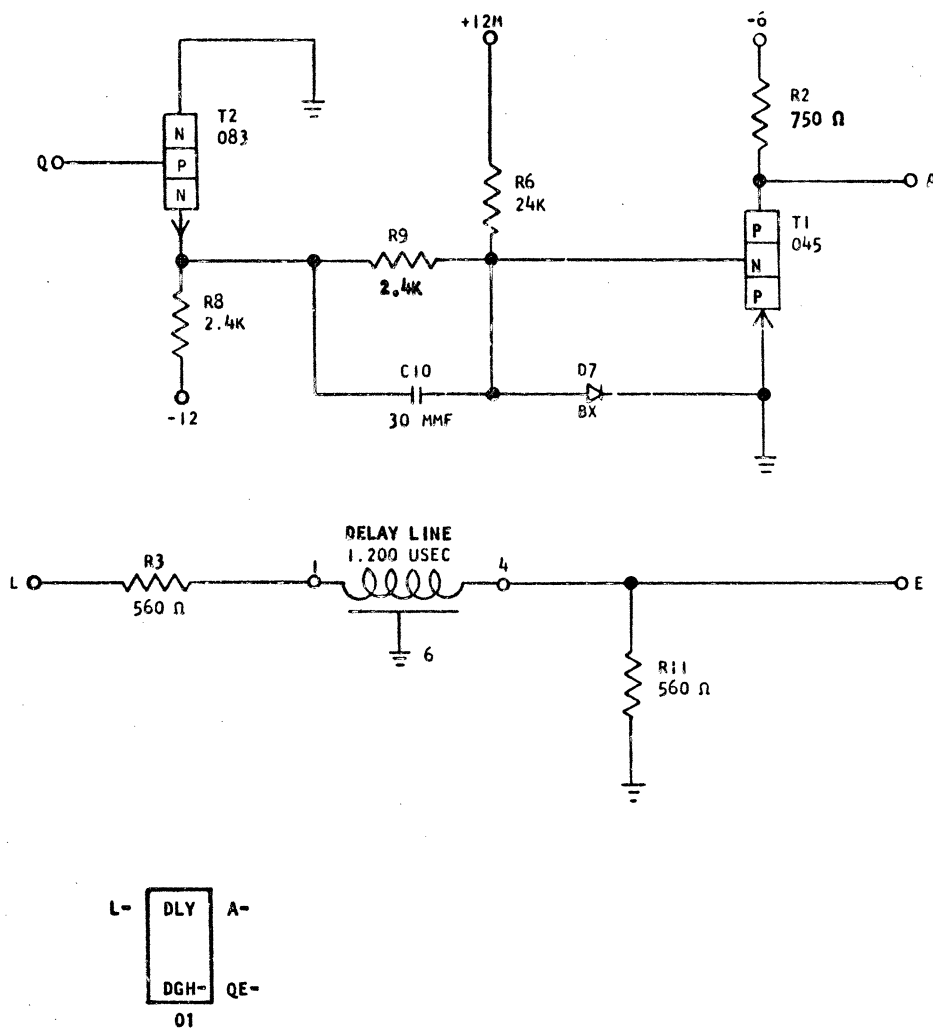 +12M
-6
T2
083
R2
750 Ω
N
P
N
Q
A
R6
24K
T1
045
P
N
P
R9
2.4K
R8
2.4K
-12
C10
30 MMF
D7
BX
DELAY LINE
1.200 USEC
R3
560 Ω
L
1
4
E
6
R11
560 Ω
L- DLY A-
DGH- QE-
01